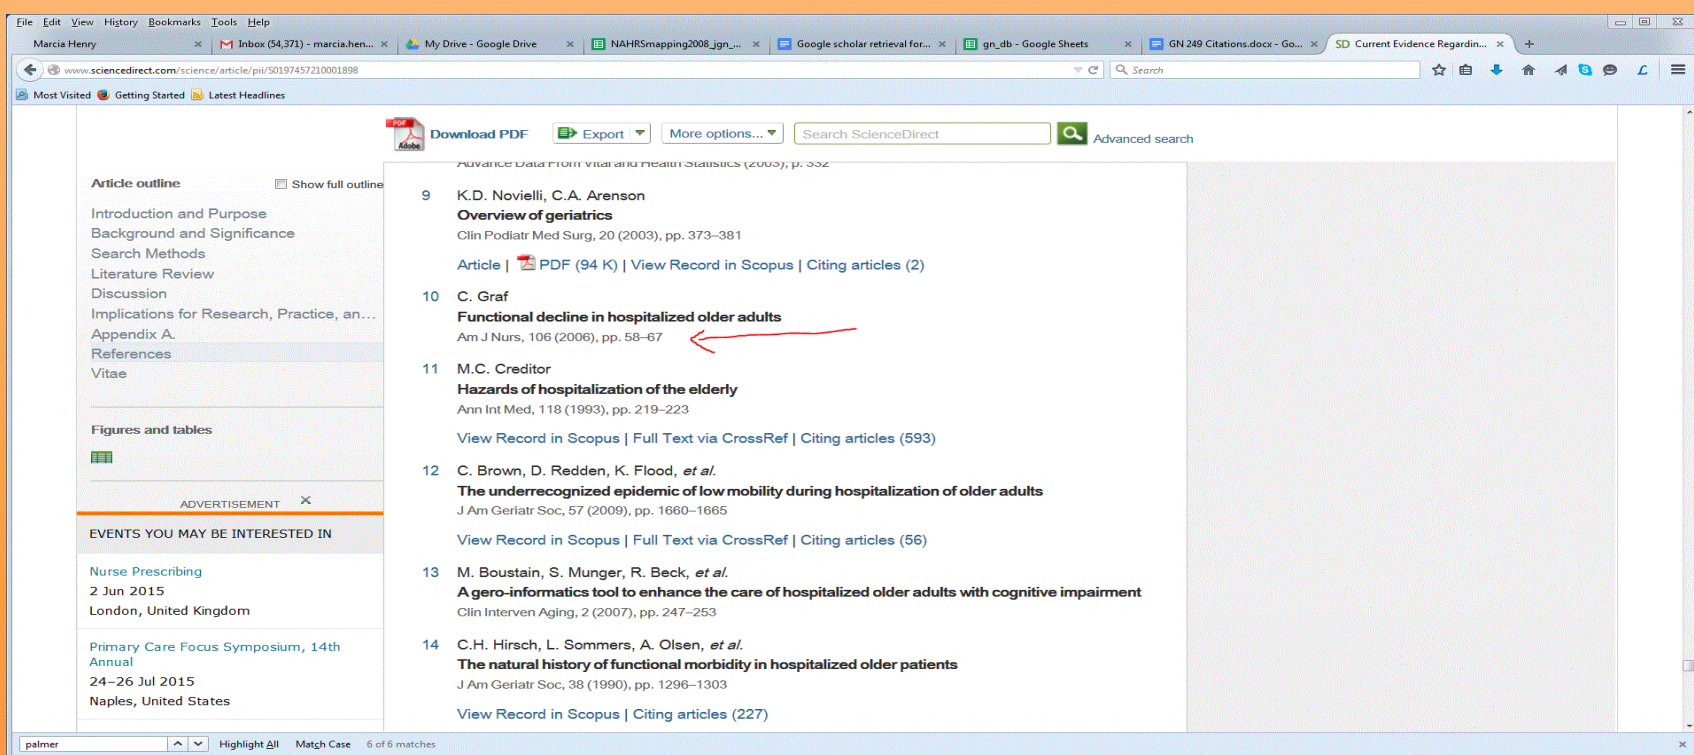 File Edit View History Bookmarks Tools Help
Marcia Henry × Inbox (54,371) - marcia.hen... × My Drive - Google Drive × NAHRSmapping2008_jgn_... × Google scholar retrieval for... × gn_db - Google Sheets × GN 249 Citations.docx - Go... × SD Current Evidence Regardin... × +
www.sciencedirect.com/science/article/pii/S0197457210001898 Search
Most Visited Getting Started Latest Headlines
PDF Adobe Download PDF Export More options... Search ScienceDirect Advanced search
Advance Data From Vital and Health Statistics (2003), p. 332
Article outline Show full outline
Introduction and Purpose
Background and Significance
Search Methods
Literature Review
Discussion
Implications for Research, Practice, an...
Appendix A.
References
Vitae
Figures and tables
ADVERTISEMENT ×
EVENTS YOU MAY BE INTERESTED IN
Nurse Prescribing
2 Jun 2015
London, United Kingdom
Primary Care Focus Symposium, 14th
Annual
24–26 Jul 2015
Naples, United States
9 K.D. Novielli, C.A. Arenson
Overview of geriatrics
Clin Podiatr Med Surg, 20 (2003), pp. 373–381
Article | PDF (94 K) | View Record in Scopus | Citing articles (2)
10 C. Graf
Functional decline in hospitalized older adults
Am J Nurs, 106 (2006), pp. 58–67
11 M.C. Creditor
Hazards of hospitalization of the elderly
Ann Int Med, 118 (1993), pp. 219–223
View Record in Scopus | Full Text via CrossRef | Citing articles (593)
12 C. Brown, D. Redden, K. Flood, et al.
The underrecognized epidemic of low mobility during hospitalization of older adults
J Am Geriatr Soc, 57 (2009), pp. 1660–1665
View Record in Scopus | Full Text via CrossRef | Citing articles (56)
13 M. Boustain, S. Munger, R. Beck, et al.
A gero-informatics tool to enhance the care of hospitalized older adults with cognitive impairment
Clin Interven Aging, 2 (2007), pp. 247–253
14 C.H. Hirsch, L. Sommers, A. Olsen, et al.
The natural history of functional morbidity in hospitalized older patients
J Am Geriatr Soc, 38 (1990), pp. 1296–1303
View Record in Scopus | Citing articles (227)
palmer Highlight All Match Case 6 of 6 matches ×